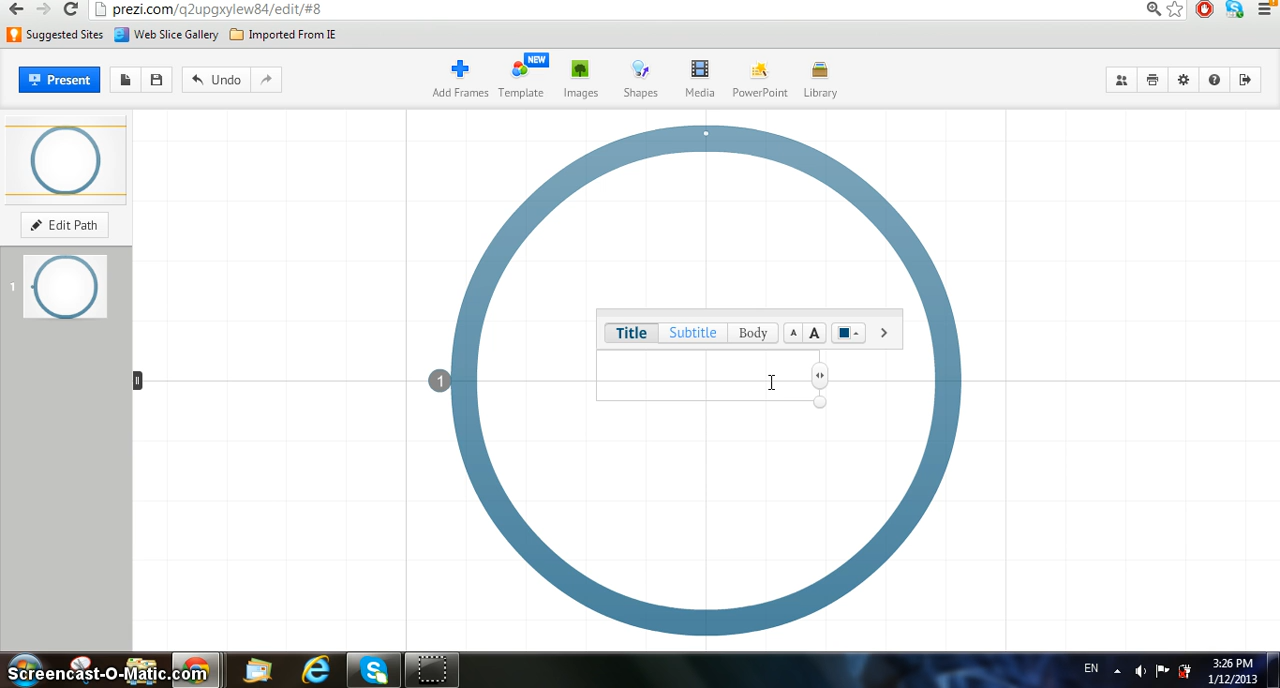 prezi.com/q2upgxylew84/edit/#8
Suggested Sites Web Slice Gallery Imported From IE
NEW
Present Undo
Add Frames Template Images Shapes Media PowerPoint Library
Edit Path
1
Title Subtitle Body A A
1
EN 3:26 PM
1/12/2013
Screencast-O-Matic.com